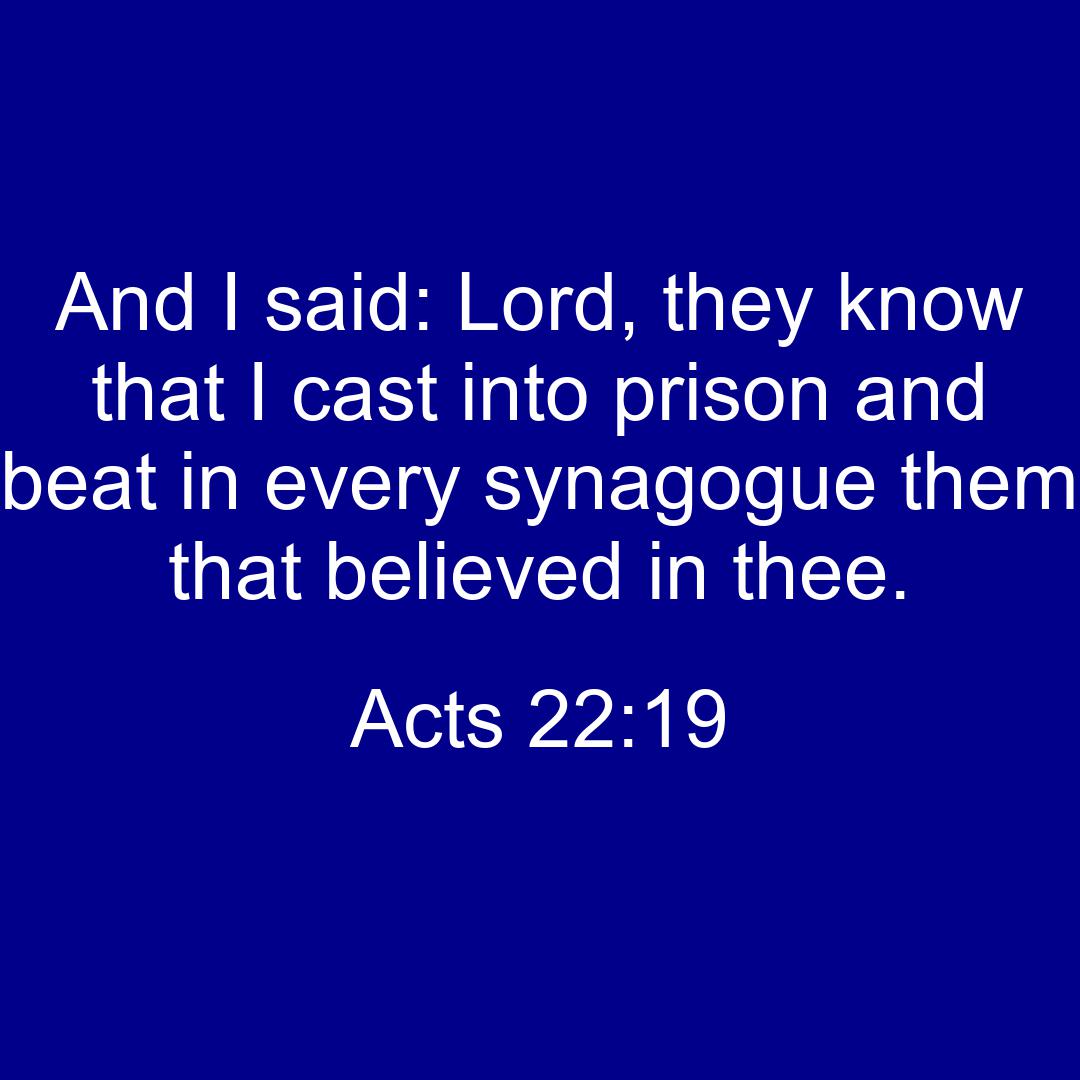 And I said: Lord, they know
that I cast into prison and
beat in every synagogue them
that believed in thee.
Acts 22:19